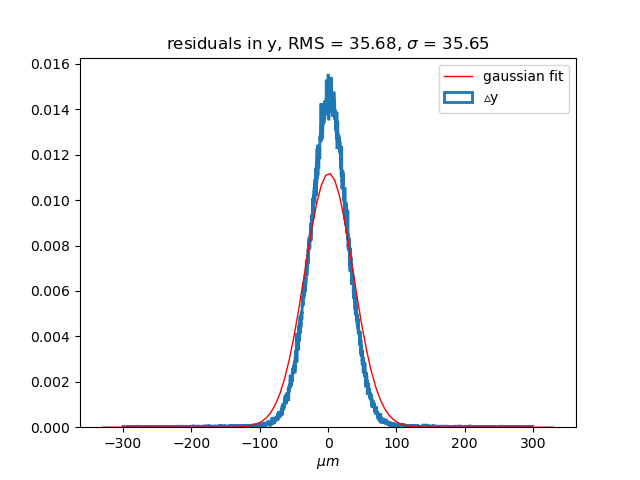 residuals in y, RMS = 35.68, σ = 35.65
gaussian fit
▵y
0.016
0.014
0.012
0.010
0.008
0.006
0.004
0.002
0.000
−300 −200 −100 0 100 200 300
μm